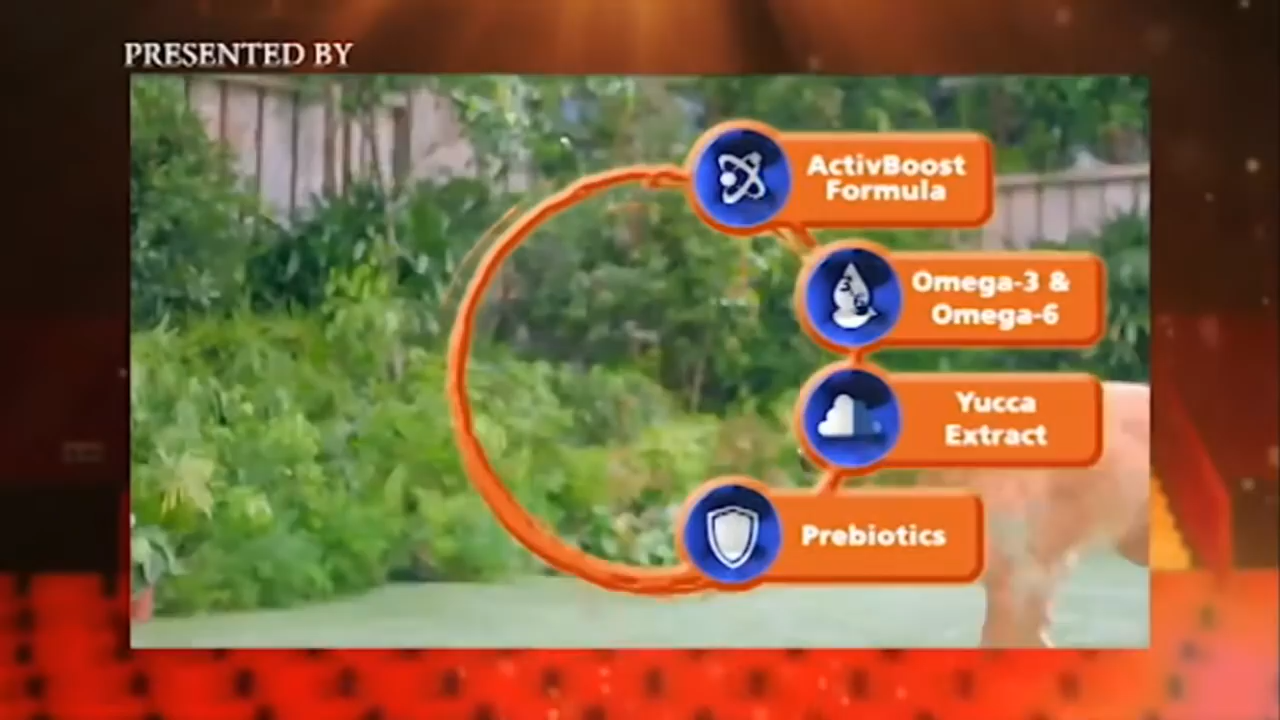 PRESENTED BY
ActivBoost
Formula
Omega-3 &
Omega-6
Yucca
Extract
Prebiotics